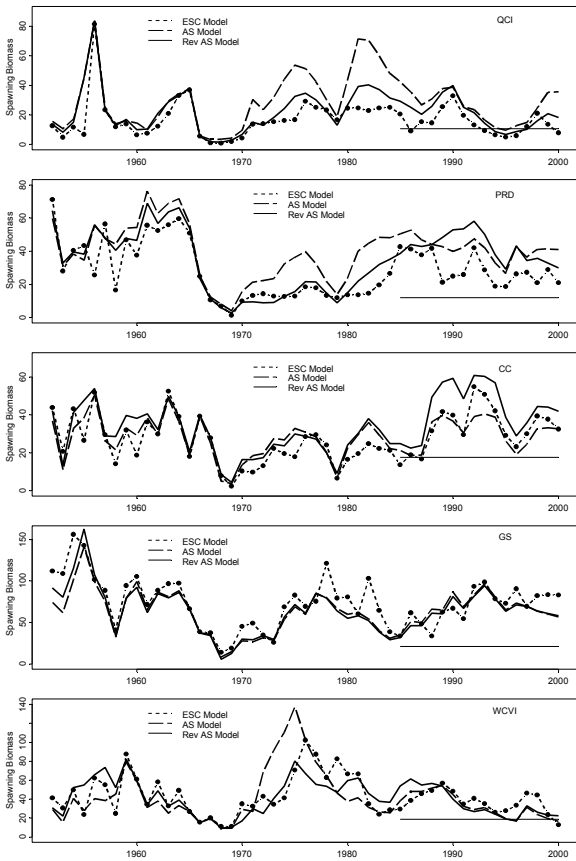 QCI
ESC Model
AS Model
Rev AS Model
Spawning Biomass
0 20 40 60 80
1960 1970 1980 1990 2000
PRD
ESC Model
AS Model
Rev AS Model
Spawning Biomass
0 20 40 60 80
1960 1970 1980 1990 2000
CC
ESC Model
AS Model
Rev AS Model
Spawning Biomass
0 20 40 60
1960 1970 1980 1990 2000
GS
ESC Model
AS Model
Rev AS Model
Spawning Biomass
0 50 100 150
1960 1970 1980 1990 2000
WCVI
ESC Model
AS Model
Rev AS Model
Spawning Biomass
0 20 40 60 80 100 140
1960 1970 1980 1990 2000